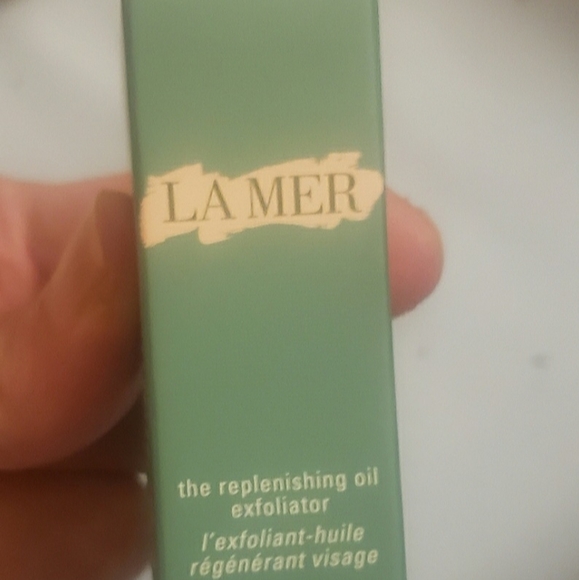 LA MER
the replenishing oil
exfoliator
l'exfoliant-huile
régénérant visage